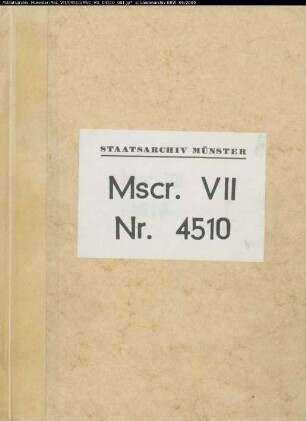 STAATSARCHIV MÜNSTER
Mscr. VII
Nr. 4510